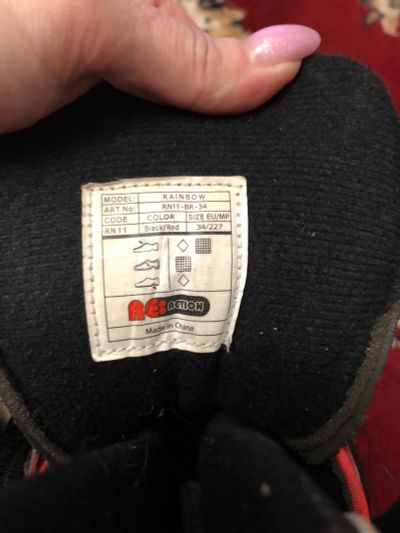 MODEL: RAINBOW
ART No: RN11-BR-34
CODE COLOR SIZE EU/MP
RN11 Black/Red 34/227
RE:ACTION
Made in China